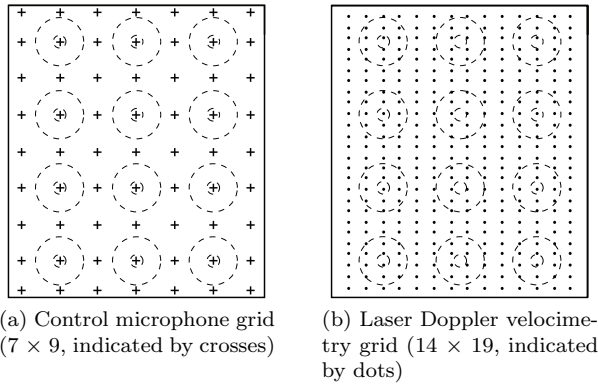 (a) Control microphone grid
(7 × 9, indicated by crosses)
(b) Laser Doppler velocime-
try grid (14 × 19, indicated
by dots)